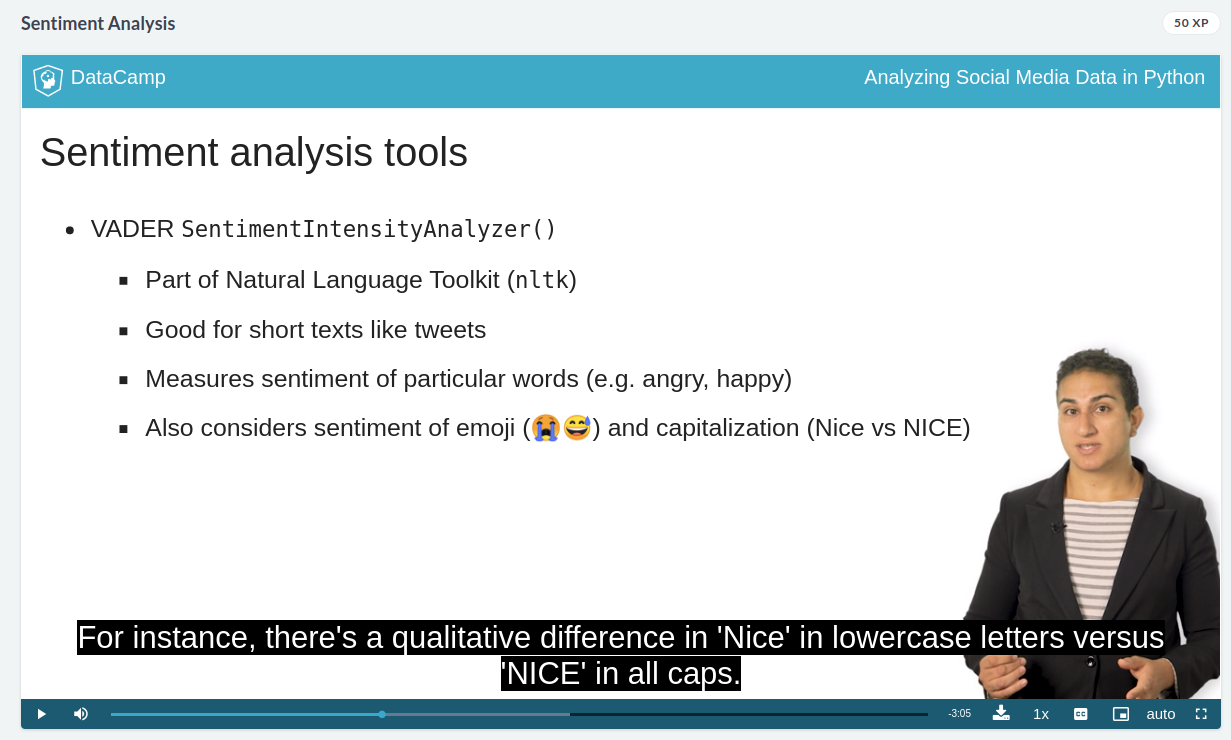 Sentiment Analysis
50 XP
DataCamp
Analyzing Social Media Data in Python
Sentiment analysis tools
VADER SentimentIntensityAnalyzer()
Part of Natural Language Toolkit (nltk)
Good for short texts like tweets
Measures sentiment of particular words (e.g. angry, happy)
Also considers sentiment of emoji (😭😅) and capitalization (Nice vs NICE)
For instance, there's a qualitative difference in 'Nice' in lowercase letters versus
'NICE' in all caps.
-3:05
1x
CC
auto